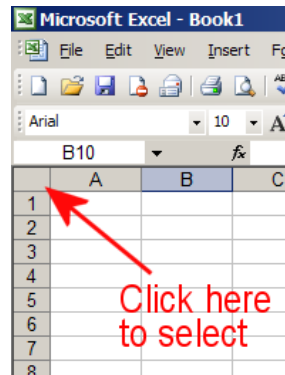 Microsoft Excel - Book1
File Edit View Insert
Arial 10
B10 fx
A B C
1
2
3
4
5
6
7
8
Click here
to select